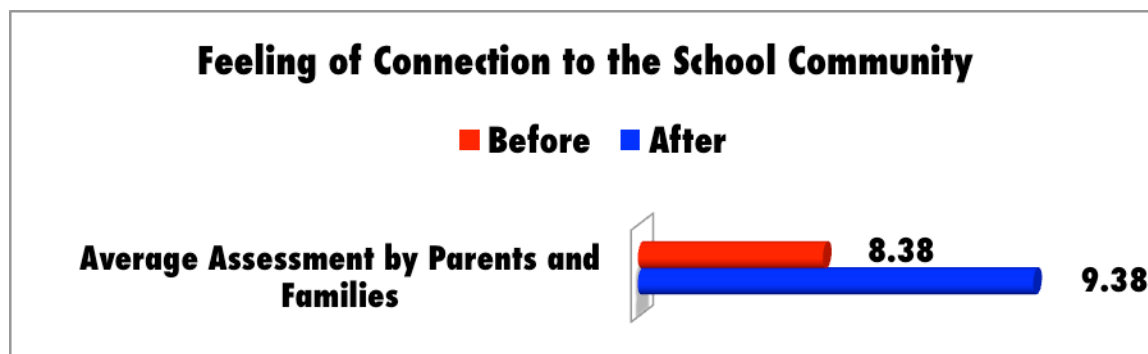 Feeling of Connection to the School Community
Before After
Average Assessment by Parents and
Families
8.38
9.38